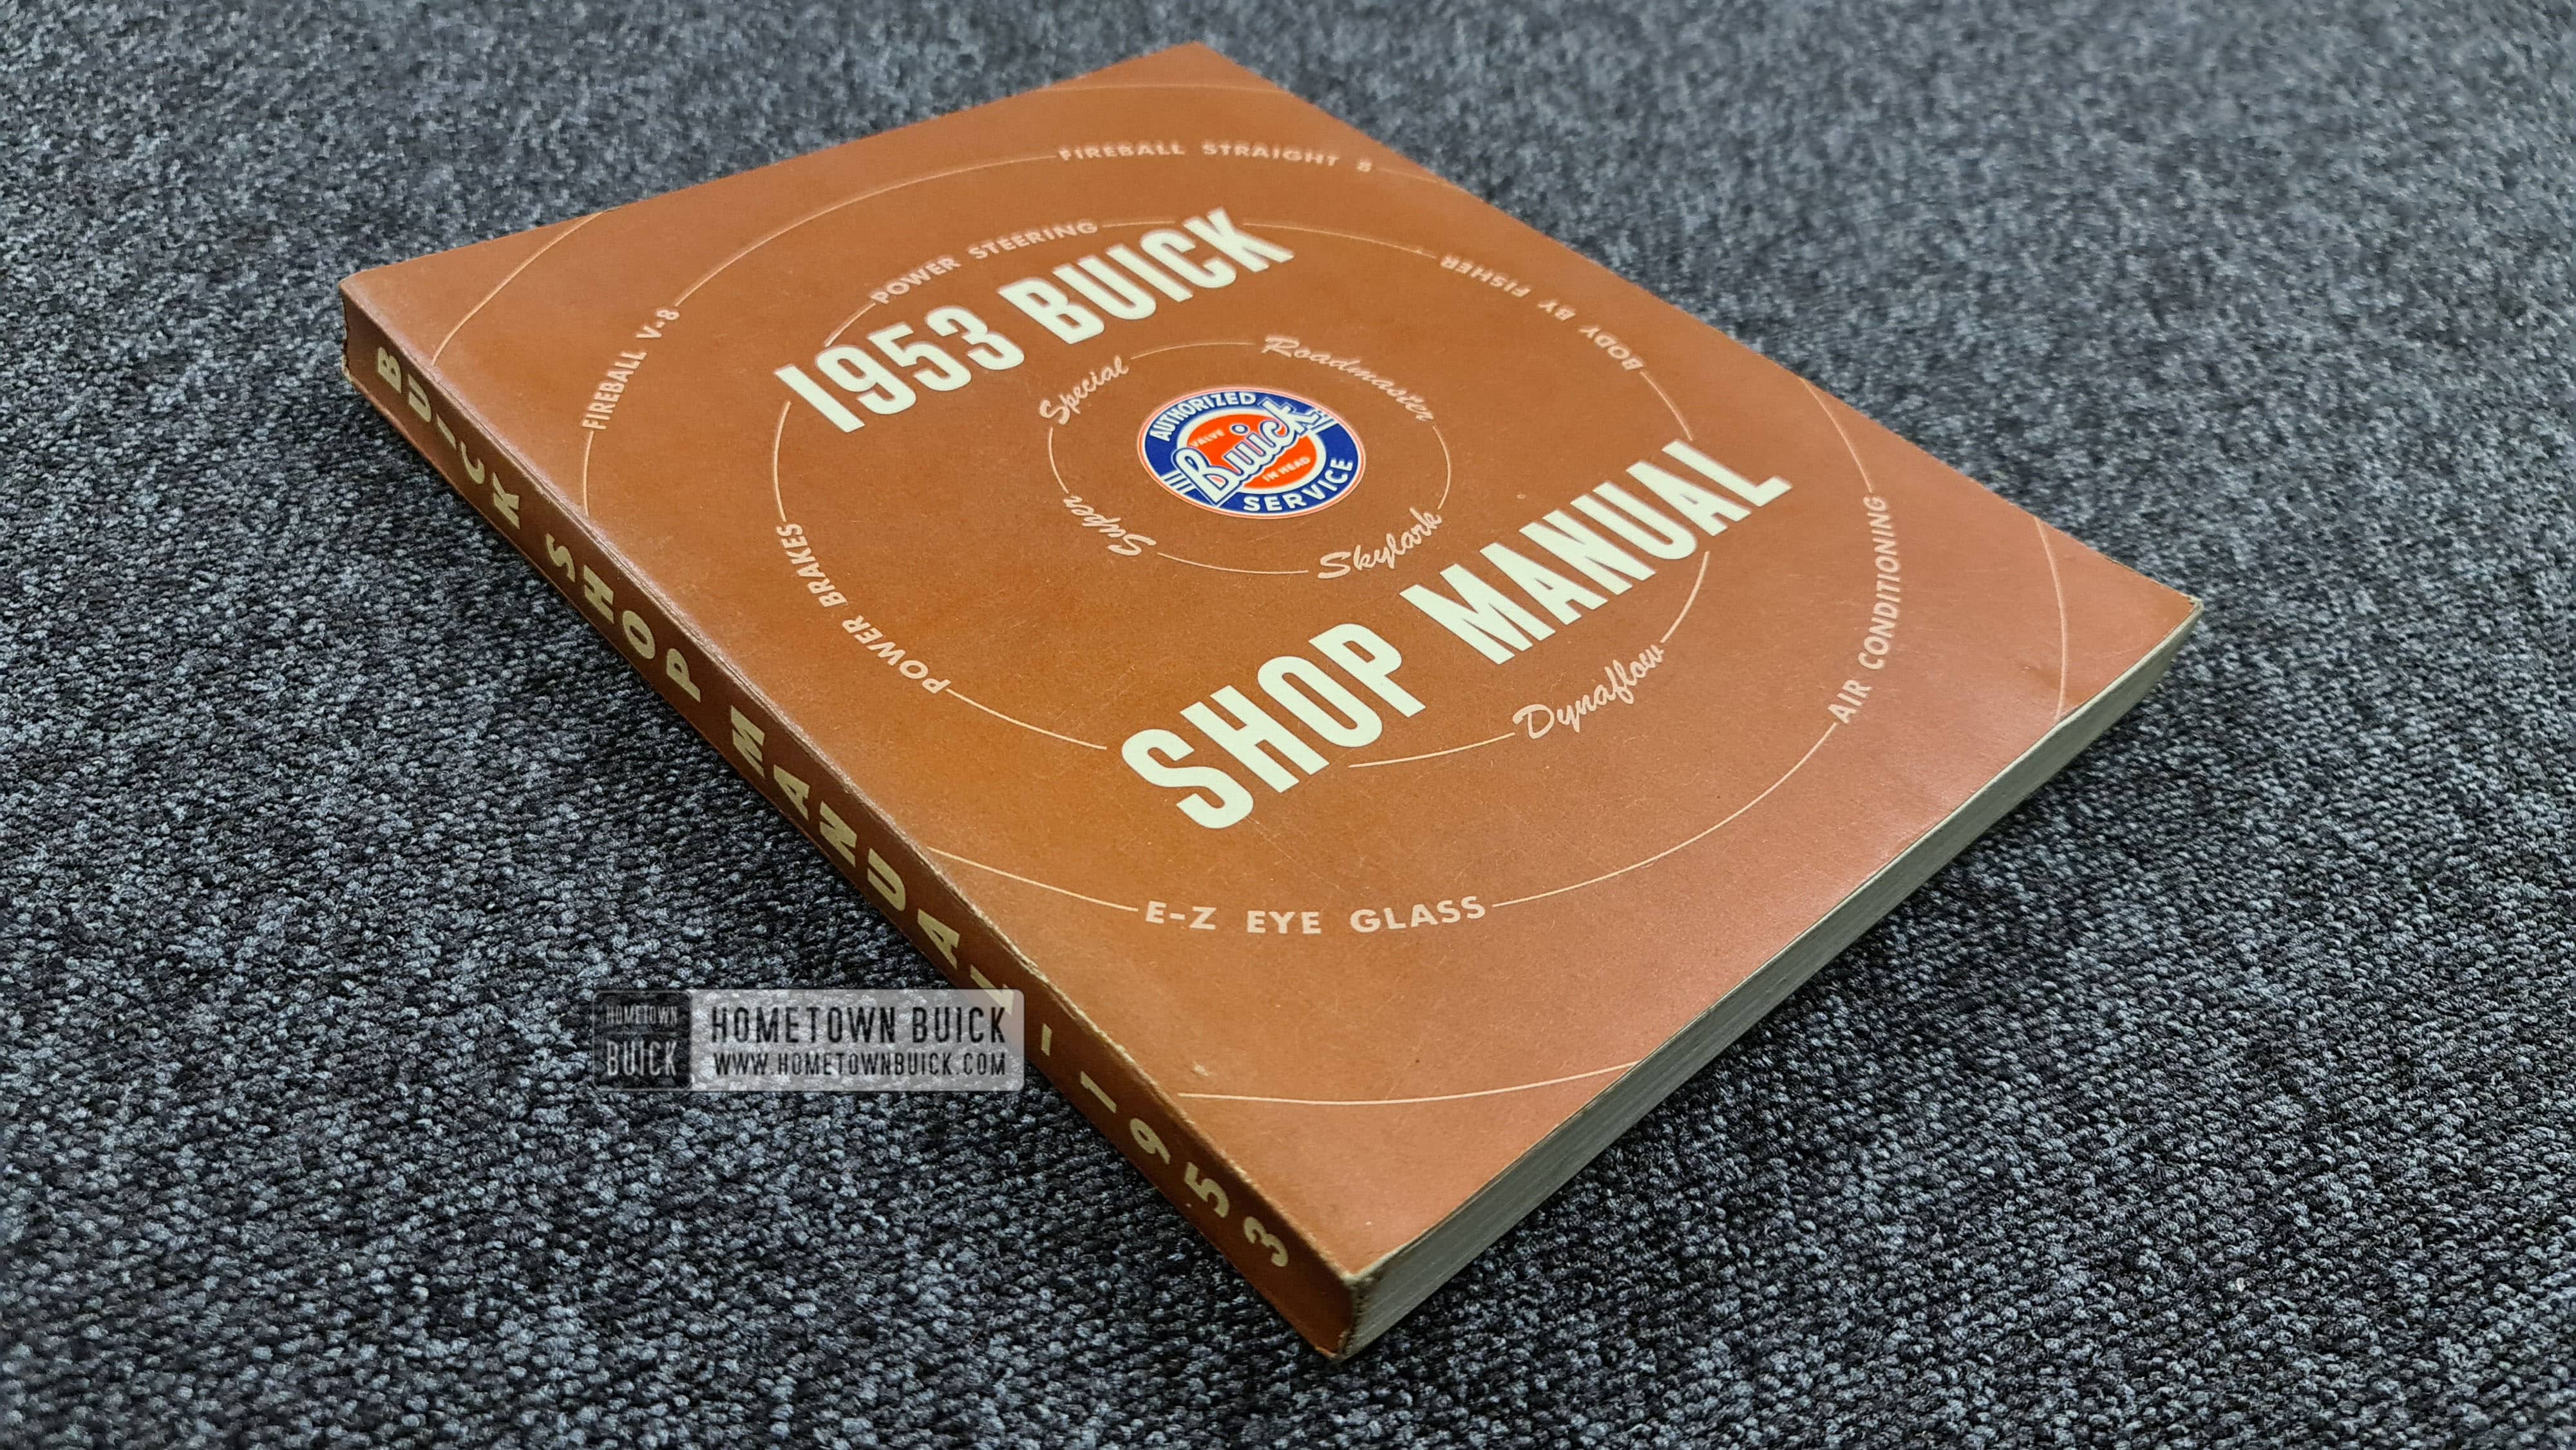 FIREBALL STRAIGHT 8
FIREBALL V-8
POWER STEERING
BODY BY FISHER
1953 BUICK
Special
Roadmaster
AUTHORIZED
VALVE
Buick
IN HEAD
SERVICE
Super
Skylark
POWER BRAKES
SHOP MANUAL
Dynaflow
AIR CONDITIONING
E-Z EYE GLASS
BUICK SHOP MANUAL - 1953
HOMETOWN
BUICK
HOMETOWN BUICK
WWW.HOMETOWNBUICK.COM